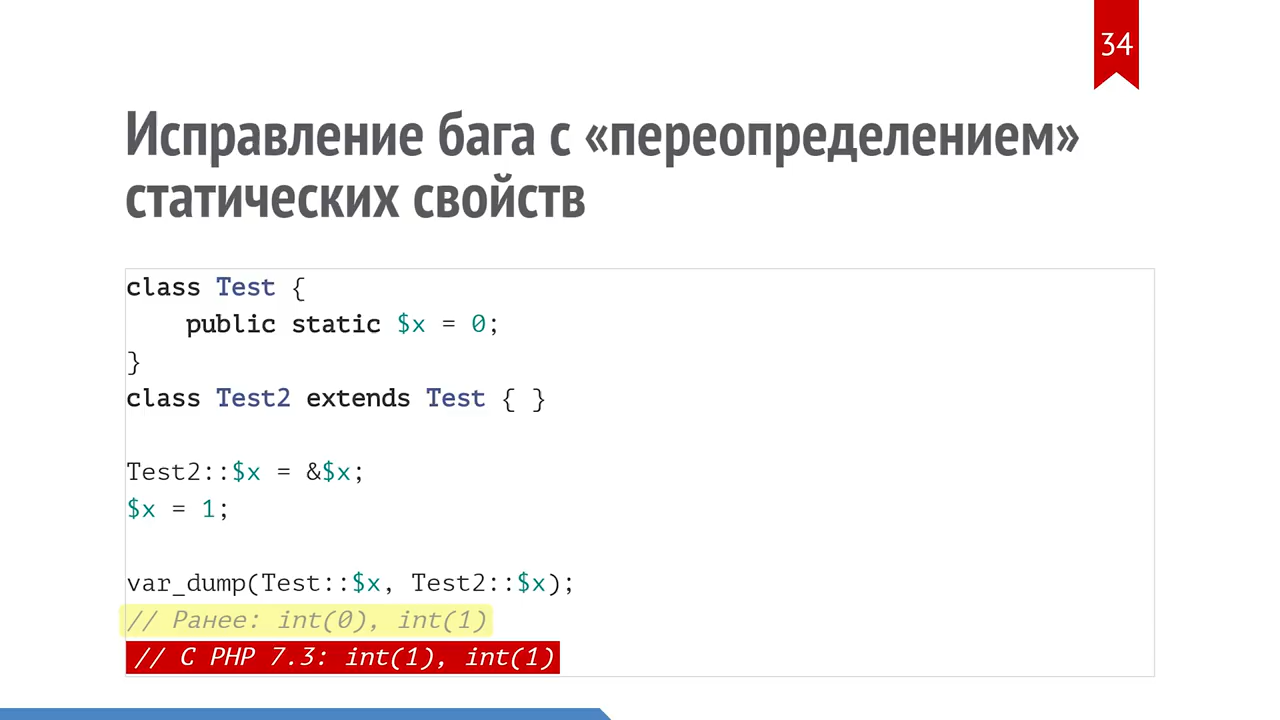 34
Исправление бага с «переопределением»
статических свойств
class Test {
    public static $x = 0;
}
class Test2 extends Test { }
Test2::$x = &$x;
$x = 1;
var_dump(Test::$x, Test2::$x);
// Ранее: int(0), int(1)
// С PHP 7.3: int(1), int(1)